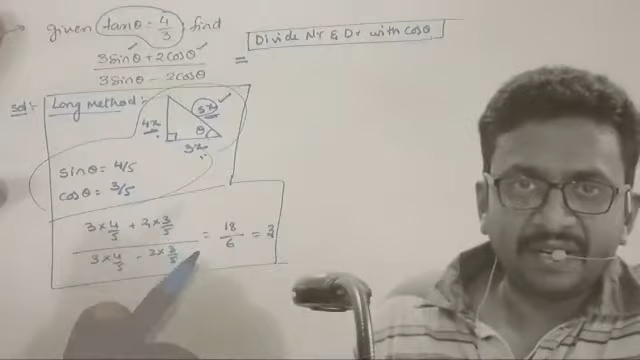 given tanθ = 4/3, find
3sinθ + 2cosθ / 3sinθ - 2cosθ =
Divide Nr & Dr with cosθ
Sol:- Long method:-
5x
4x
θ
3x
sinθ = 4/5
cosθ = 3/5
3 × 4/5 + 2 × 3/5 / 3 × 4/5 - 2 × 3/5 = 18/6 =